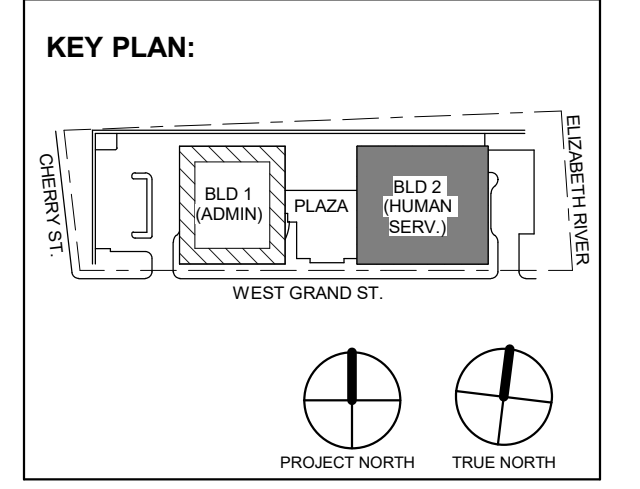 KEY PLAN:
CHERRY ST.
BLD 1
(ADMIN)
PLAZA
BLD 2
(HUMAN
SERV.)
ELIZABETH RIVER
WEST GRAND ST.
PROJECT NORTH
TRUE NORTH